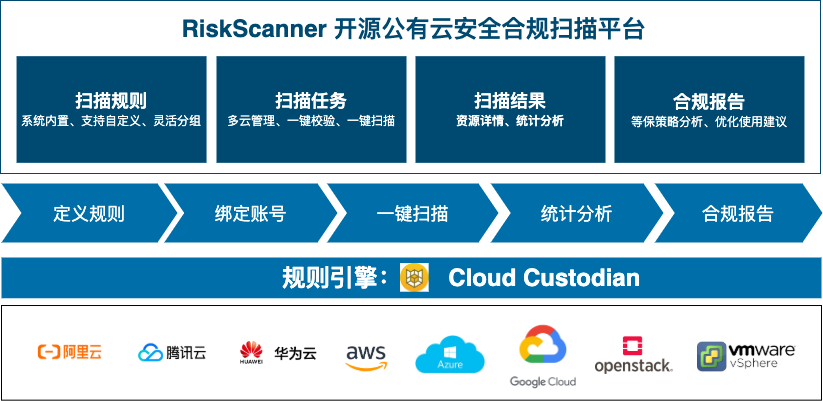 RiskScanner 开源公有云安全合规扫描平台
扫描规则
系统内置、支持自定义、灵活分组
扫描任务
多云管理、一键校验、一键扫描
扫描结果
资源详情、统计分析
合规报告
等保策略分析、优化使用建议
定义规则
绑定账号
一键扫描
统计分析
合规报告
规则引擎： Cloud Custodian
阿里云
腾讯云
HUAWEI
华为云
aws
Azure
Google Cloud
openstack.
vmware
vSphere